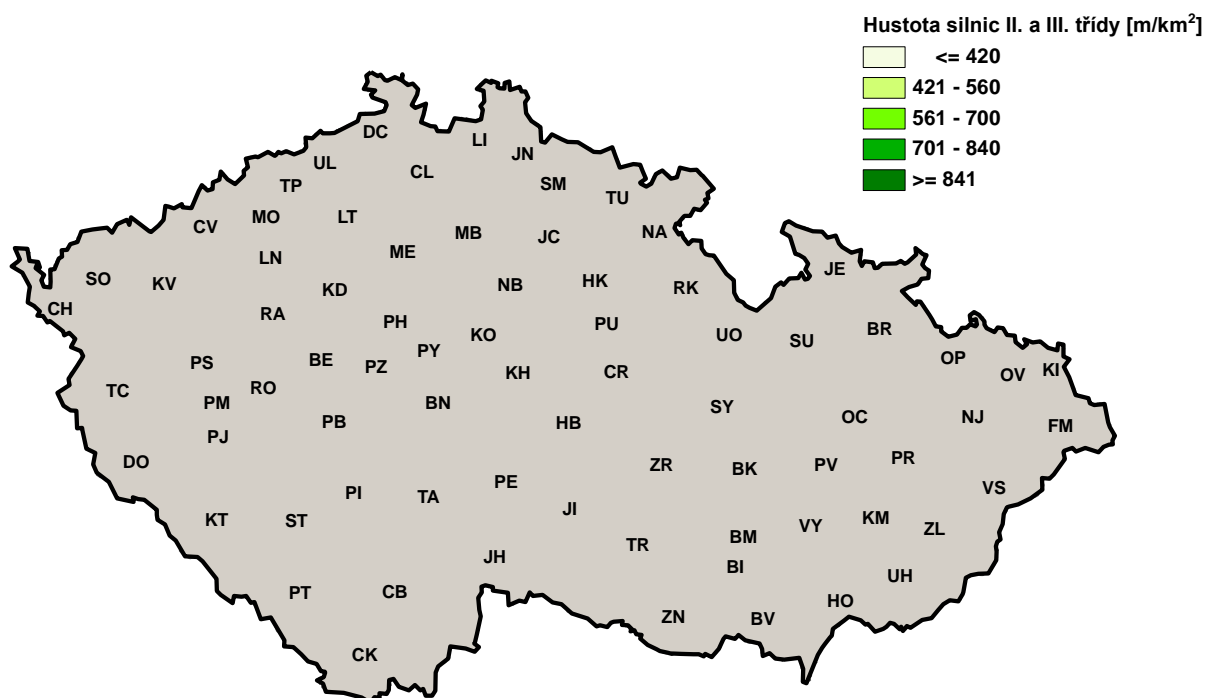 Hustota silnic II. a III. třídy [m/km²]
<= 420
421 - 560
561 - 700
701 - 840
>= 841
DC
LI
JN
UL
CL
TP
SM
TU
MO
LT
CV
MB
JC
NA
ME
LN
JE
SO
KV
KD
NB
HK
RK
CH
RA
PH
PU
BR
KO
UO
SU
PY
PS
BE
PZ
OP
KI
OV
KH
CR
TC
RO
PM
BN
SY
PB
HB
OC
NJ
FM
PJ
DO
ZR
BK
PV
PR
PE
VS
PI
TA
JI
KT
ST
VY
KM
ZL
TR
BM
JH
BI
UH
PT
CB
HO
ZN
BV
CK